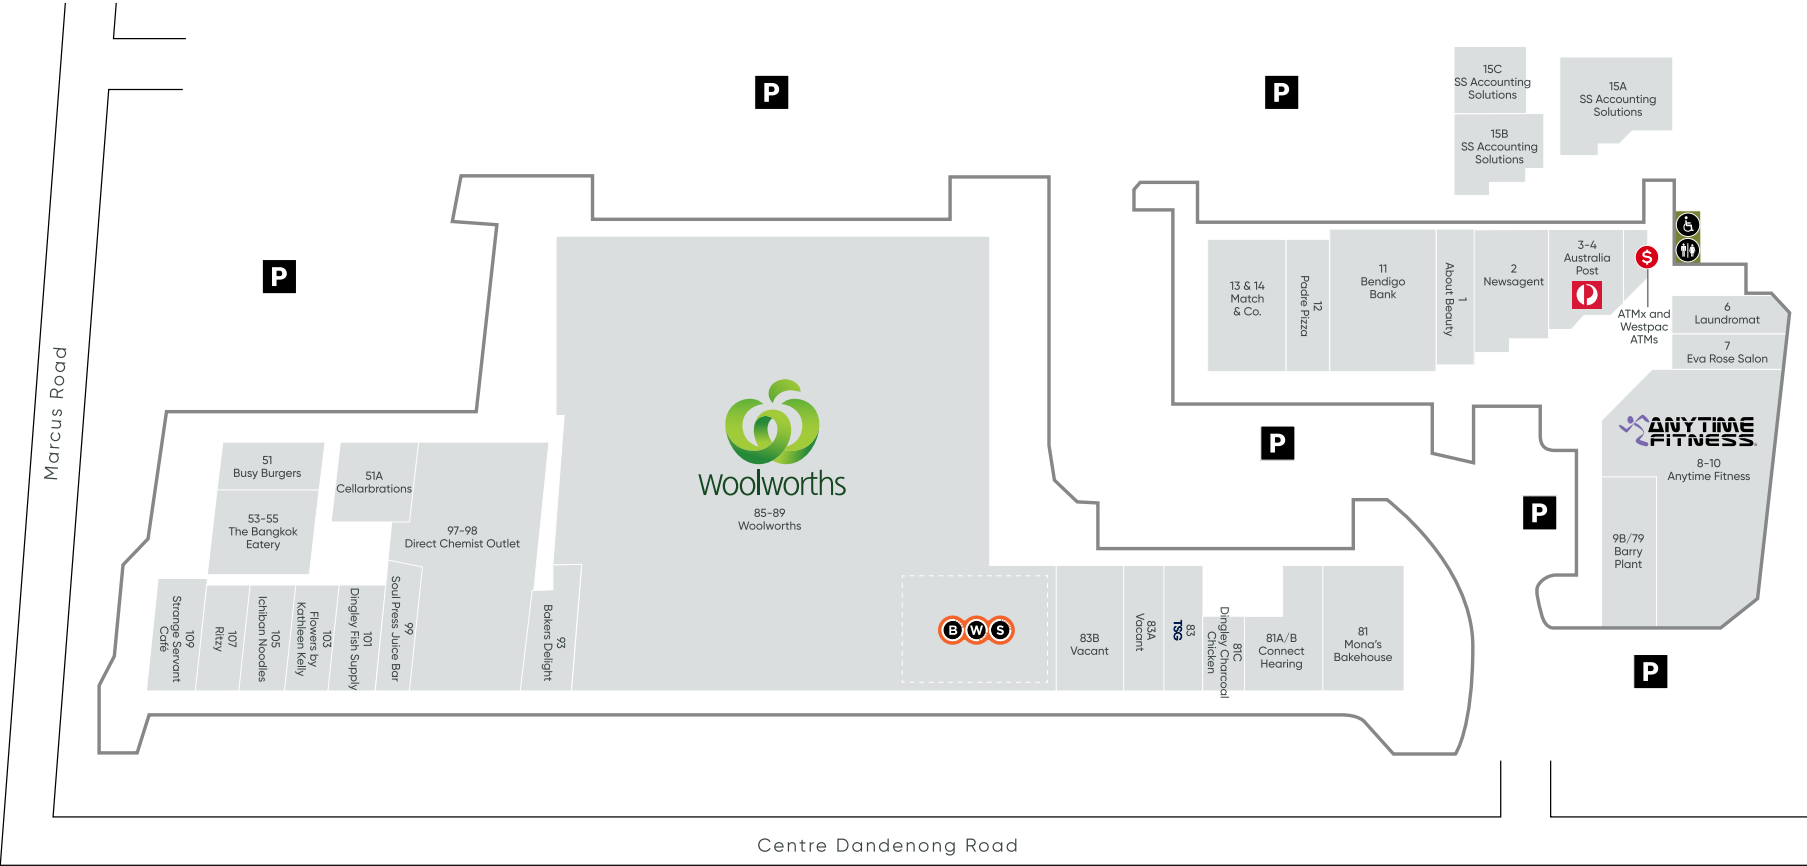 P
P
15C
SS Accounting
Solutions
15A
SS Accounting
Solutions
15B
SS Accounting
Solutions
P
13 & 14
Match
& Co.
12
Padre Pizza
11
Bendigo
Bank
1
About Beauty
2
Newsagent
3-4
Australia
Post
$
ATMx and
Westpac
ATMs
6
Laundromat
7
Eva Rose Salon
ANYTIME
FITNESS
8-10
Anytime Fitness
9B/79
Barry
Plant
P
P
P
Marcus Road
51
Busy Burgers
51A
Cellarbrations
53-55
The Bangkok
Eatery
97-98
Direct Chemist Outlet
Woolworths
85-89
Woolworths
109
Strange Servant
Café
107
Ritzy
105
Ichiban Noodles
103
Flowers by
Kathleen Kelly
101
Dingley Fish Supply
99
Soul Press Juice Bar
93
Bakers Delight
BWS
83B
Vacant
83A
Vacant
83
TSG
81C
Dingley Charcoal
Chicken
81A/B
Connect
Hearing
81
Mona's
Bakehouse
Centre Dandenong Road